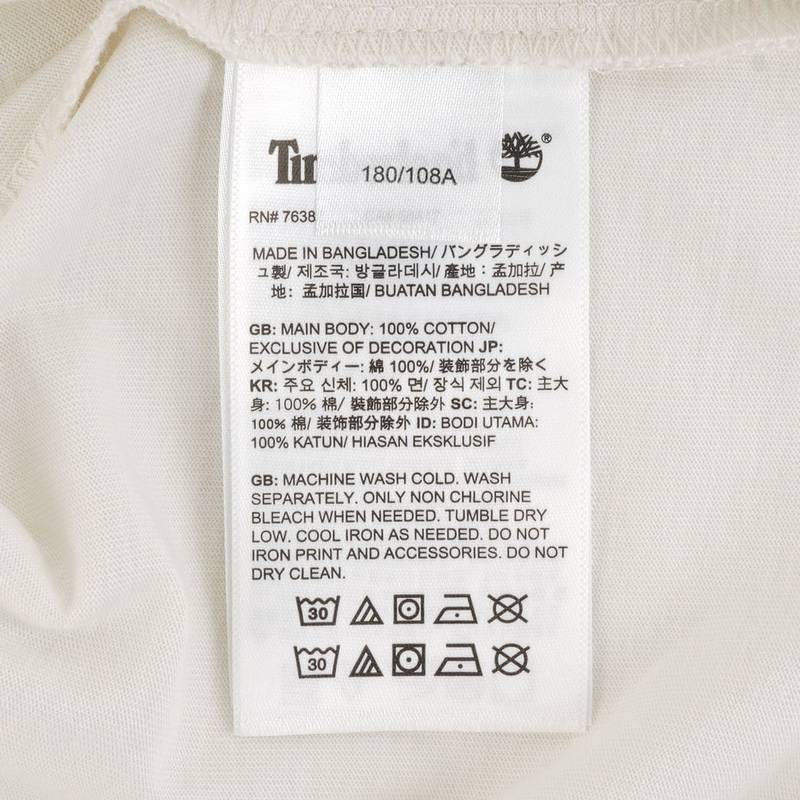 180/108A
RN# 7638
MADE IN BANGLADESH/ バングラディッシ
ュ製/ 제조국: 방글라데시/ 產地：孟加拉/ 产
地：孟加拉国/ BUATAN BANGLADESH
GB: MAIN BODY: 100% COTTON/
EXCLUSIVE OF DECORATION JP:
メインボディー: 綿 100%/ 装飾部分を除く
KR: 주요 신체: 100% 면/ 장식 제외 TC: 主大
身: 100% 棉/ 裝飾部分除外 SC: 主大身:
100% 棉/ 装饰部分除外 ID: BODI UTAMA:
100% KATUN/ HIASAN EKSKLUSIF
GB: MACHINE WASH COLD. WASH
SEPARATELY. ONLY NON CHLORINE
BLEACH WHEN NEEDED. TUMBLE DRY
LOW. COOL IRON AS NEEDED. DO NOT
IRON PRINT AND ACCESSORIES. DO NOT
DRY CLEAN.
30
30